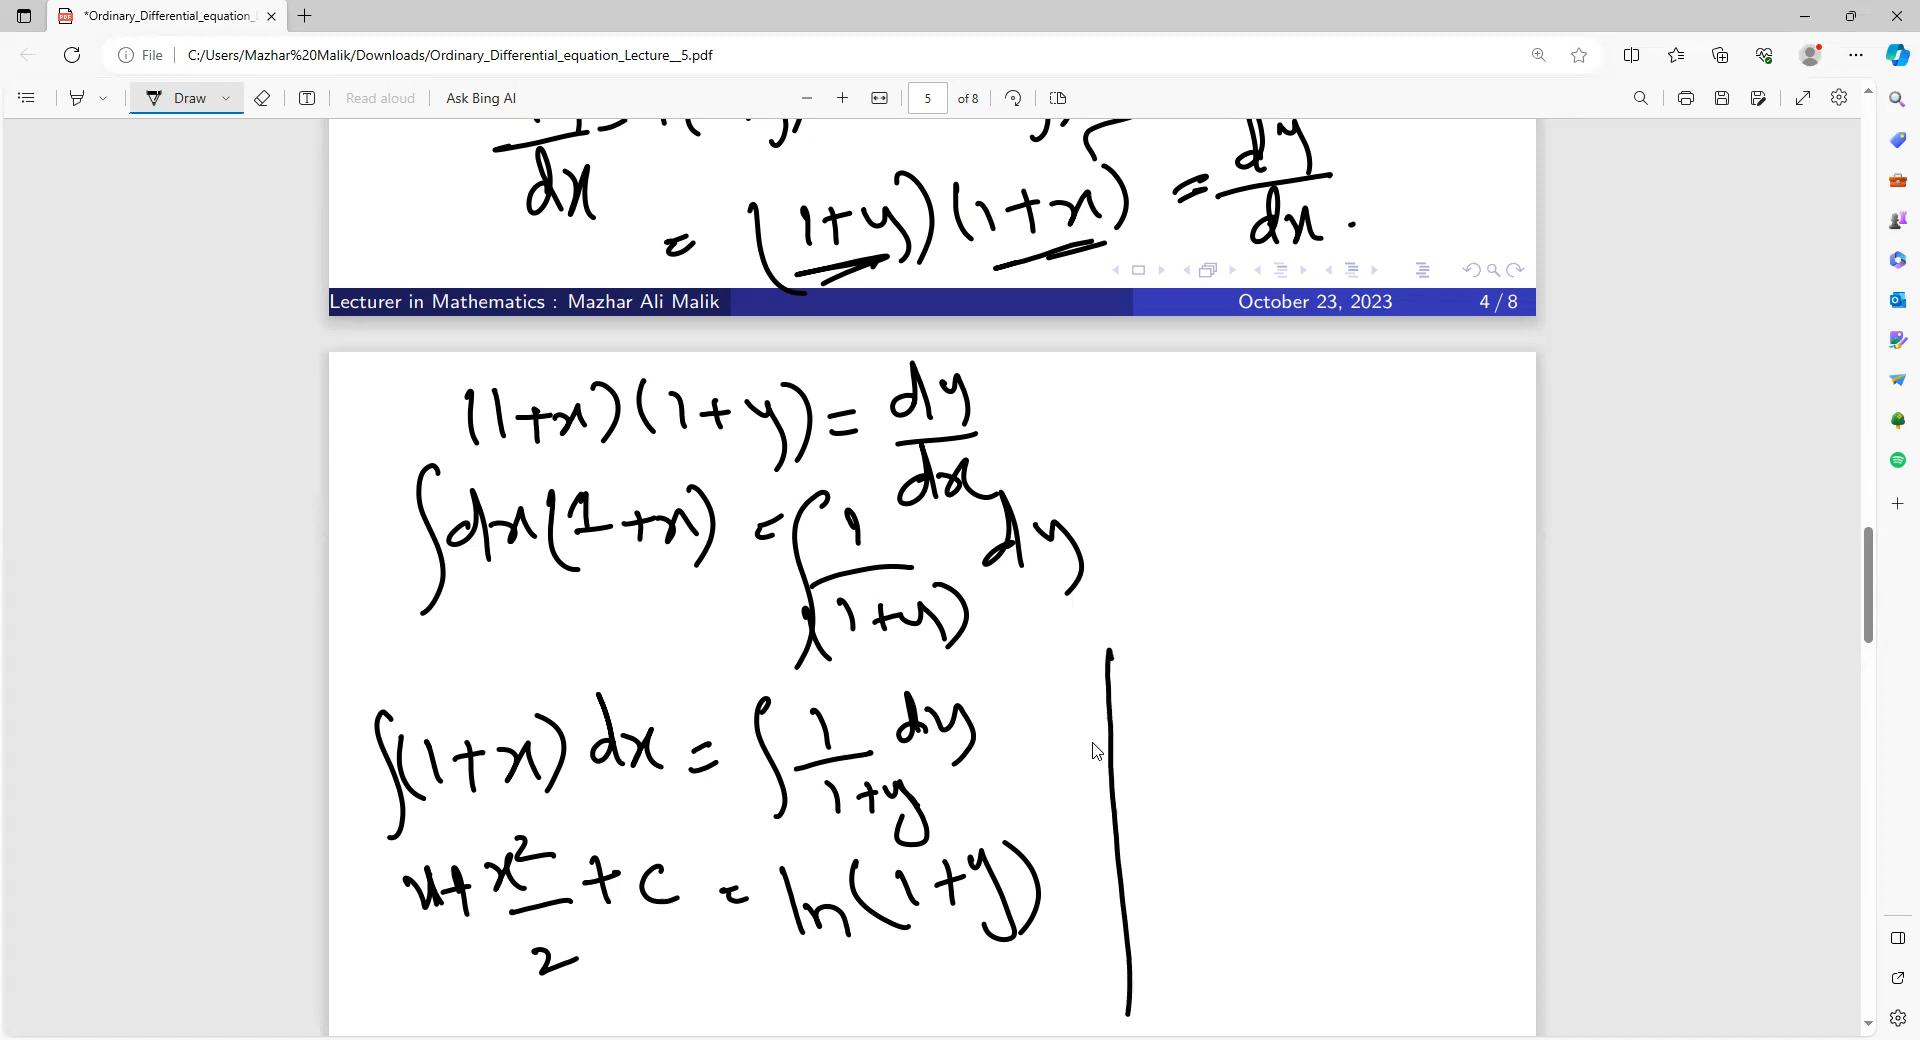 *Ordinary_Differential_equation_
File | C:/Users/Mazhar%20Malik/Downloads/Ordinary_Differential_equation_Lecture__5.pdf
Draw Read aloud Ask Bing AI 5 of 8
dx
= (1+y)(1+x) = dy/dx .
Lecturer in Mathematics : Mazhar Ali Malik October 23, 2023 4 / 8
(1+x)(1+y) = dy/dx
∫dx(1+x) = ∫ 1/(1+y) dy
∫(1+x) dx = ∫ 1/1+y dy
x + x²/2 + c = ln(1+y)